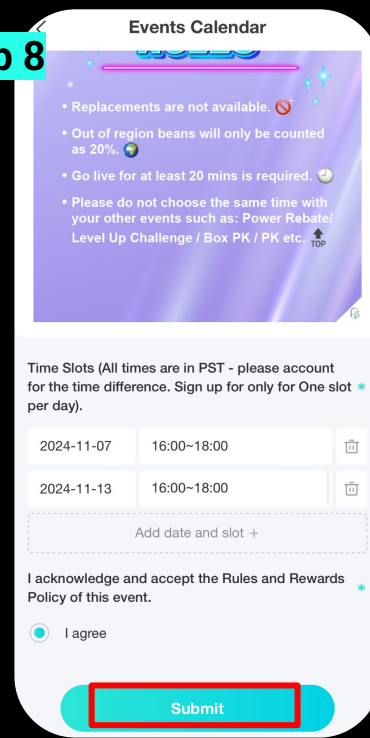 Events Calendar
p 8
• Replacements are not available. 🚫
• Out of region beans will only be counted
as 20%. 🌍
• Go live for at least 20 mins is required. 🕘
• Please do not choose the same time with
your other events such as: Power Rebate/
Level Up Challenge / Box PK / PK etc. 🔝
Time Slots (All times are in PST - please account
for the time difference. Sign up for only for One slot *
per day).
2024-11-07 16:00~18:00
2024-11-13 16:00~18:00
Add date and slot +
I acknowledge and accept the Rules and Rewards
Policy of this event. *
I agree
Submit